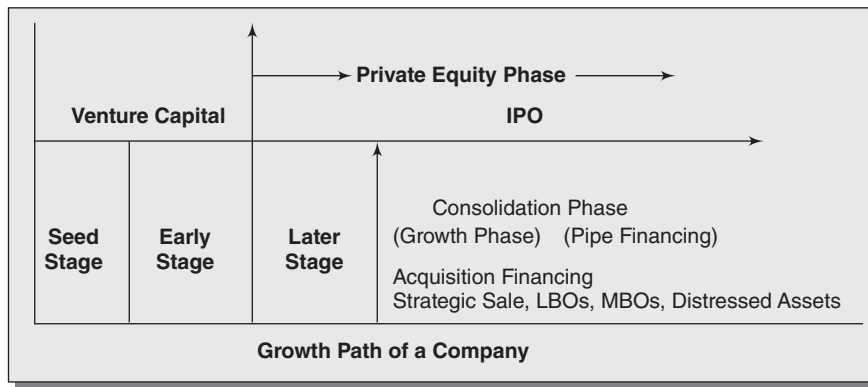 Private Equity Phase
Venture Capital
IPO
Seed
Stage
Early
Stage
Later
Stage
Consolidation Phase
(Growth Phase) (Pipe Financing)
Acquisition Financing
Strategic Sale, LBOs, MBOs, Distressed Assets
Growth Path of a Company